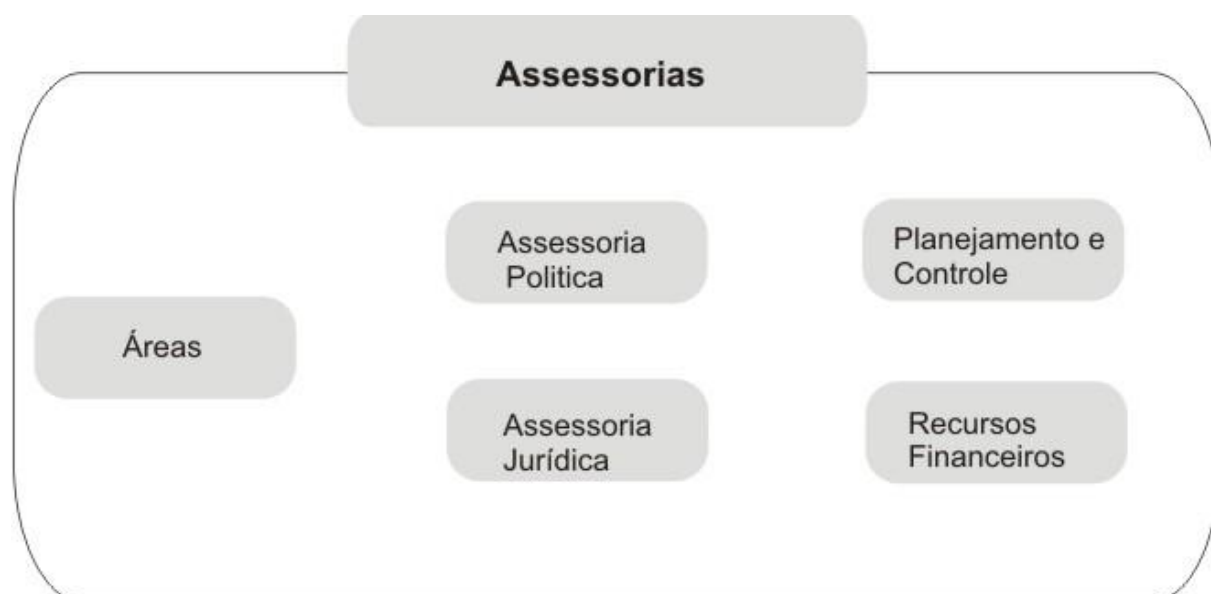 Assessorias
Assessoria
Politica
Planejamento e
Controle
Áreas
Assessoria
Jurídica
Recursos
Financeiros